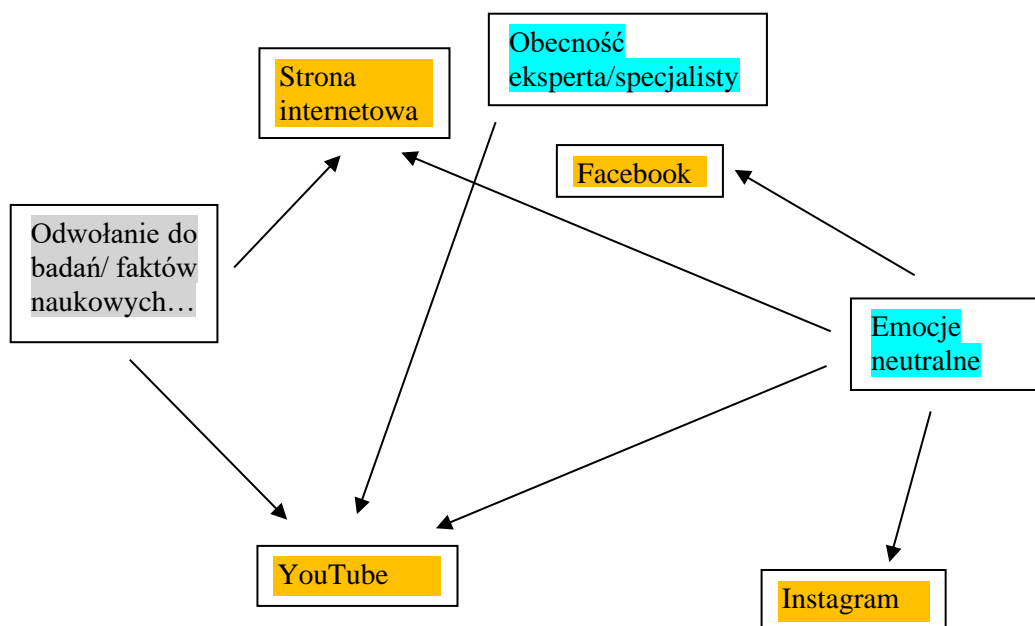 Obecność
eksperta/specjalisty
Strona
internetowa
Facebook
Odwołanie do
badań/ faktów
naukowych…
Emocje
neutralne
YouTube
Instagram